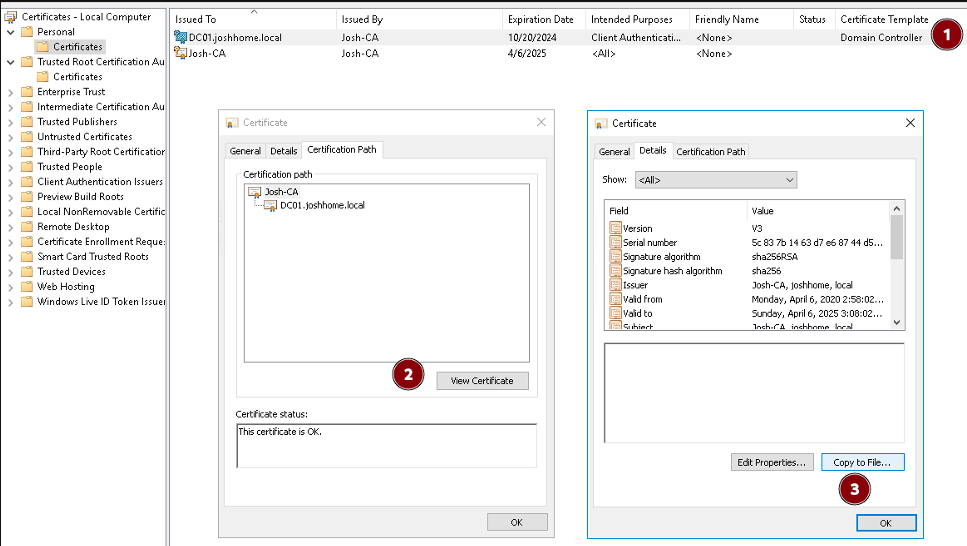 Certificates - Local Computer
Personal
Certificates
Trusted Root Certification Au
Certificates
Enterprise Trust
Intermediate Certification Au
Trusted Publishers
Untrusted Certificates
Third-Party Root Certification
Trusted People
Client Authentication Issuers
Preview Build Roots
Local NonRemovable Certific
Remote Desktop
Certificate Enrollment Reque
Smart Card Trusted Roots
Trusted Devices
Web Hosting
Windows Live ID Token Issuer
Issued To Issued By Expiration Date Intended Purposes Friendly Name Status Certificate Template
DC01.joshhome.local Josh-CA 10/20/2024 Client Authenticati... <None> Domain Controller
Josh-CA Josh-CA 4/6/2025 <All> <None>
1
Certificate
General Details Certification Path
Certification path
Josh-CA
DC01.joshhome.local
2
View Certificate
Certificate status:
This certificate is OK.
OK
Certificate
General Details Certification Path
Show: <All>
Field Value
Version V3
Serial number 5c 83 7b 14 63 d7 e6 87 44 d5...
Signature algorithm sha256RSA
Signature hash algorithm sha256
Issuer Josh-CA, joshhome, local
Valid from Monday, April 6, 2020 2:58:02...
Valid to Sunday, April 6, 2025 3:08:02...
Subject Josh-CA, joshhome, local
Edit Properties... Copy to File...
3
OK